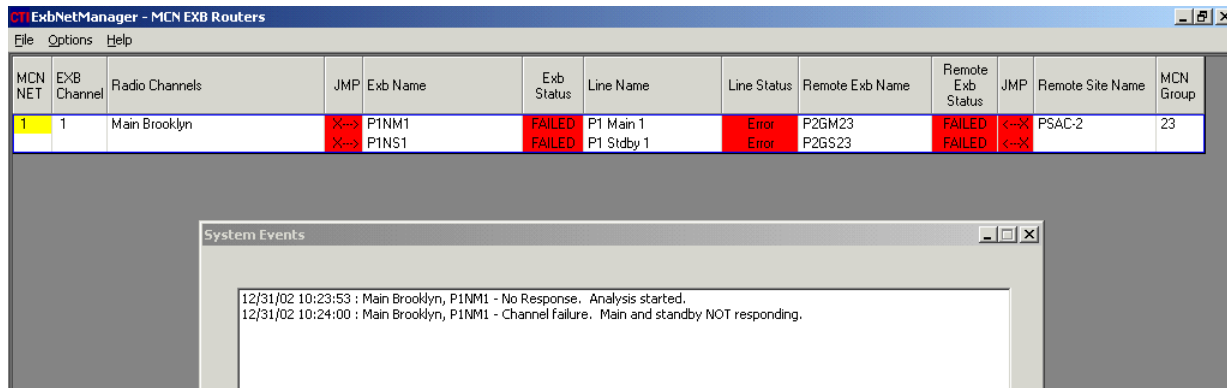 CTI ExbNetManager - MCN EXB Routers
File Options Help
MCN NET EXB Channel Radio Channels JMP Exb Name Exb Status Line Name Line Status Remote Exb Name Remote Exb Status JMP Remote Site Name MCN Group
1 1 Main Brooklyn X---> P1NM1 FAILED P1 Main 1 Error P2GM23 FAILED <---X PSAC-2 23
X---> P1NS1 FAILED P1 Stdby 1 Error P2GS23 FAILED <---X
System Events
12/31/02 10:23:53 : Main Brooklyn, P1NM1 - No Response. Analysis started.
12/31/02 10:24:00 : Main Brooklyn, P1NM1 - Channel failure. Main and standby NOT responding.